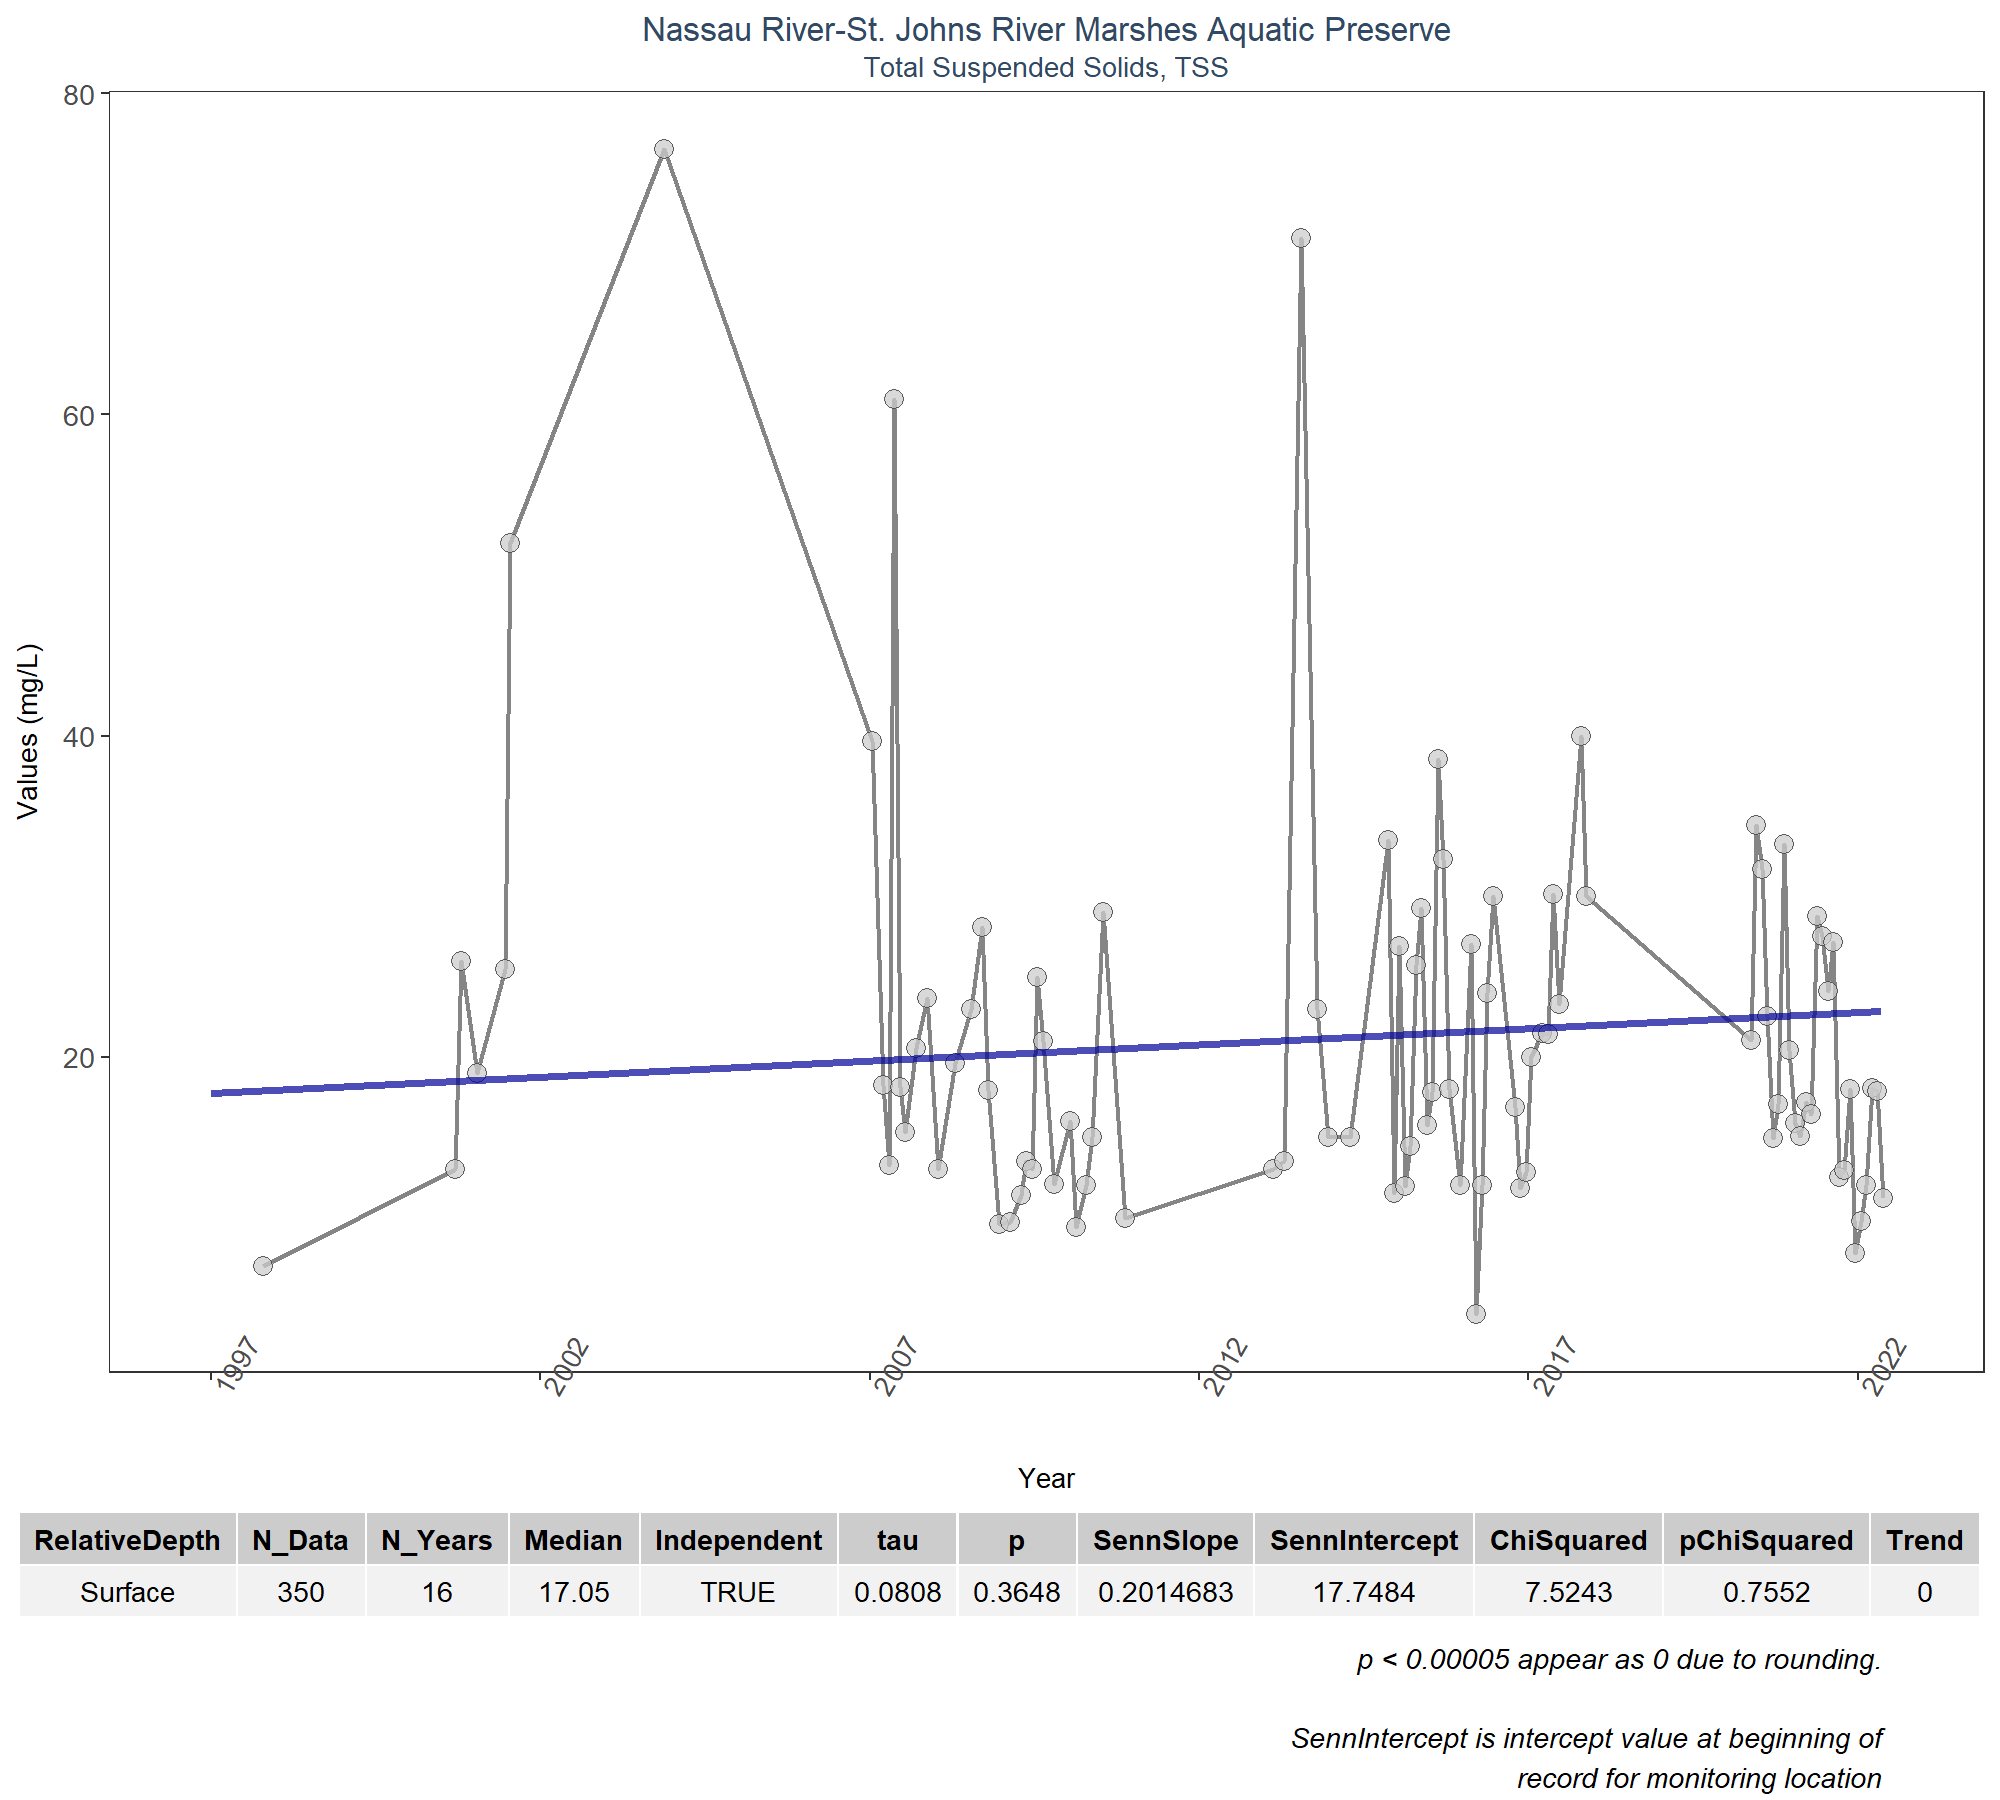 Nassau River-St. Johns River Marshes Aquatic Preserve
Total Suspended Solids, TSS
80
60
40
20
Values (mg/L)
1997
2002
2007
2012
2017
2022
Year
RelativeDepth N_Data N_Years Median Independent tau p SennSlope SennIntercept ChiSquared pChiSquared Trend
Surface 350 16 17.05 TRUE 0.0808 0.3648 0.2014683 17.7484 7.5243 0.7552 0
p < 0.00005 appear as 0 due to rounding.
SennIntercept is intercept value at beginning of
record for monitoring location